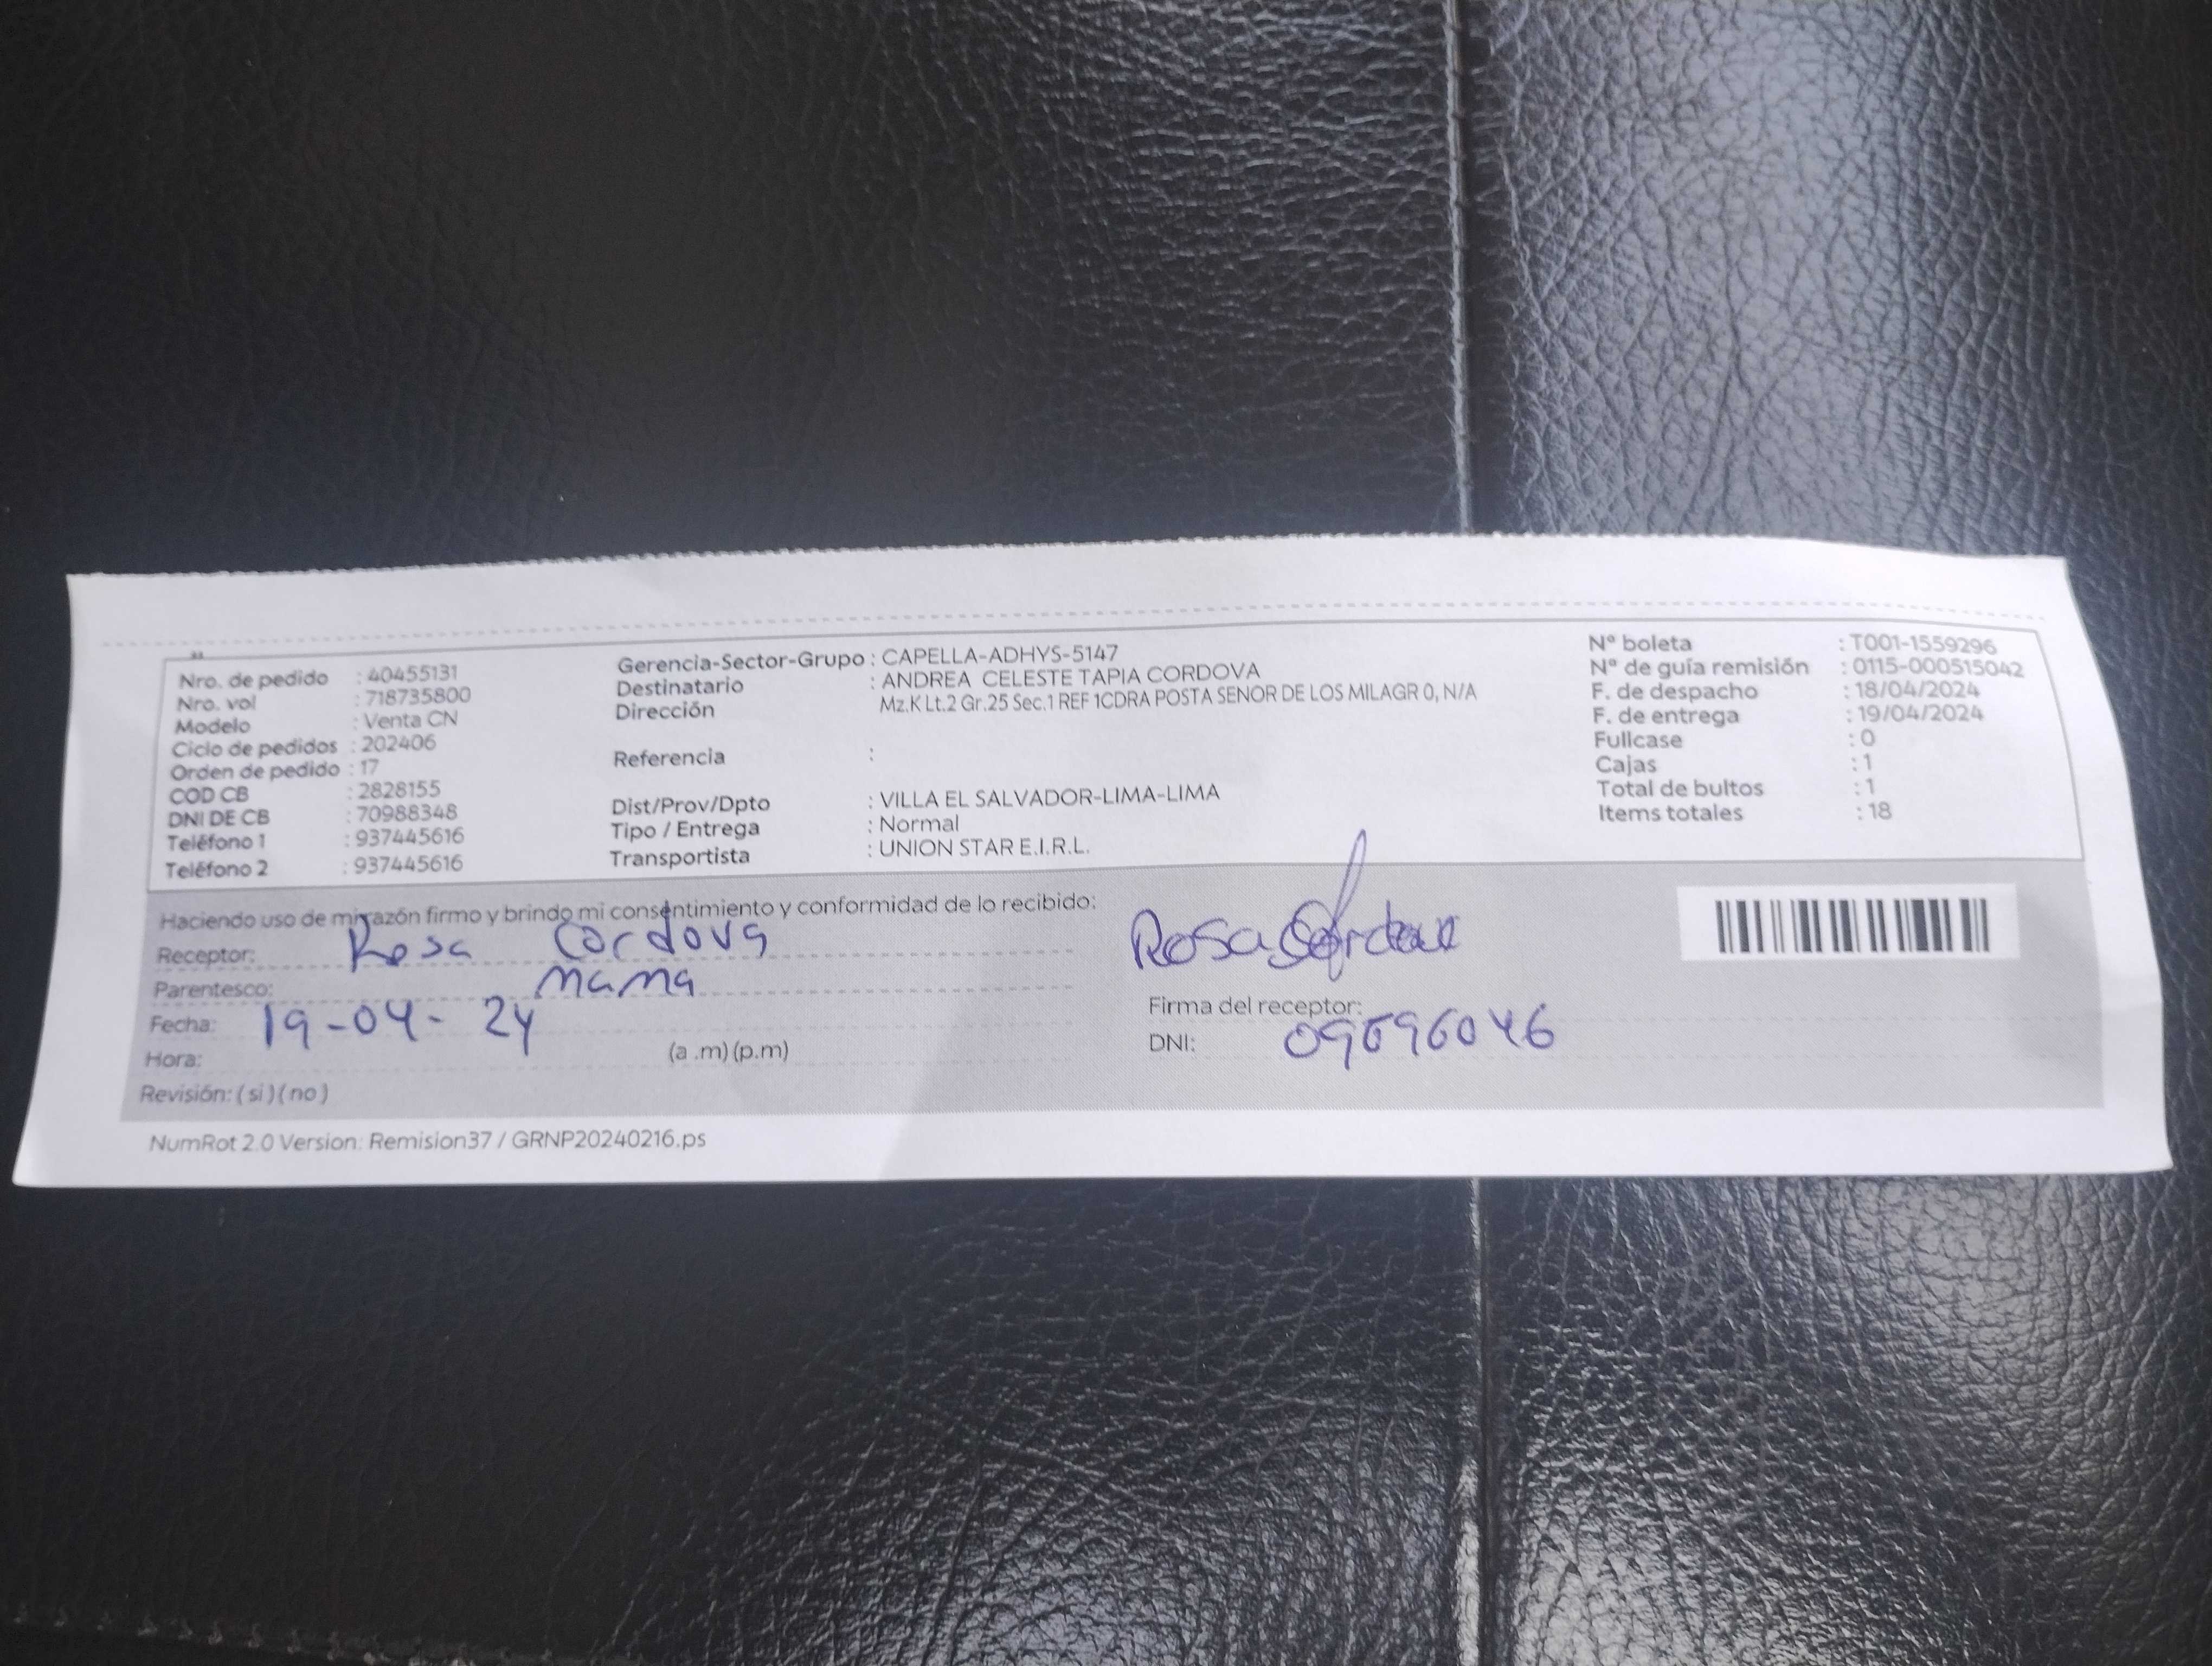 Nro. de pedido : 40455131
Nro. vol : 718735800
Modelo : Venta CN
Ciclo de pedidos : 202406
Orden de pedido : 17
COD CB : 2828155
DNI DE CB : 70988348
Teléfono 1 : 937445616
Teléfono 2 : 937445616
Gerencia-Sector-Grupo : CAPELLA-ADHYS-5147
Destinatario : ANDREA CELESTE TAPIA CORDOVA
Dirección Mz.K Lt.2 Gr.25 Sec.1 REF 1CDRA POSTA SENOR DE LOS MILAGR 0, N/A
Referencia :
Dist/Prov/Dpto : VILLA EL SALVADOR-LIMA-LIMA
Tipo / Entrega : Normal
Transportista : UNION STAR E.I.R.L.
Nº boleta : T001-1559296
Nº de guía remisión : 0115-000515042
F. de despacho : 18/04/2024
F. de entrega : 19/04/2024
Fullcase : 0
Cajas : 1
Total de bultos : 1
Items totales : 18
Haciendo uso de mi razón firmo y brindo mi consentimiento y conformidad de lo recibido:
Receptor: Rosa Cordova
Parentesco: mama
Fecha: 19-04-24
Hora: (a .m) (p.m)
Revisión: ( si ) ( no )
Rosa Cordova
Firma del receptor:
DNI:
NumRot 2.0 Version: Remision37 / GRNP20240216.ps